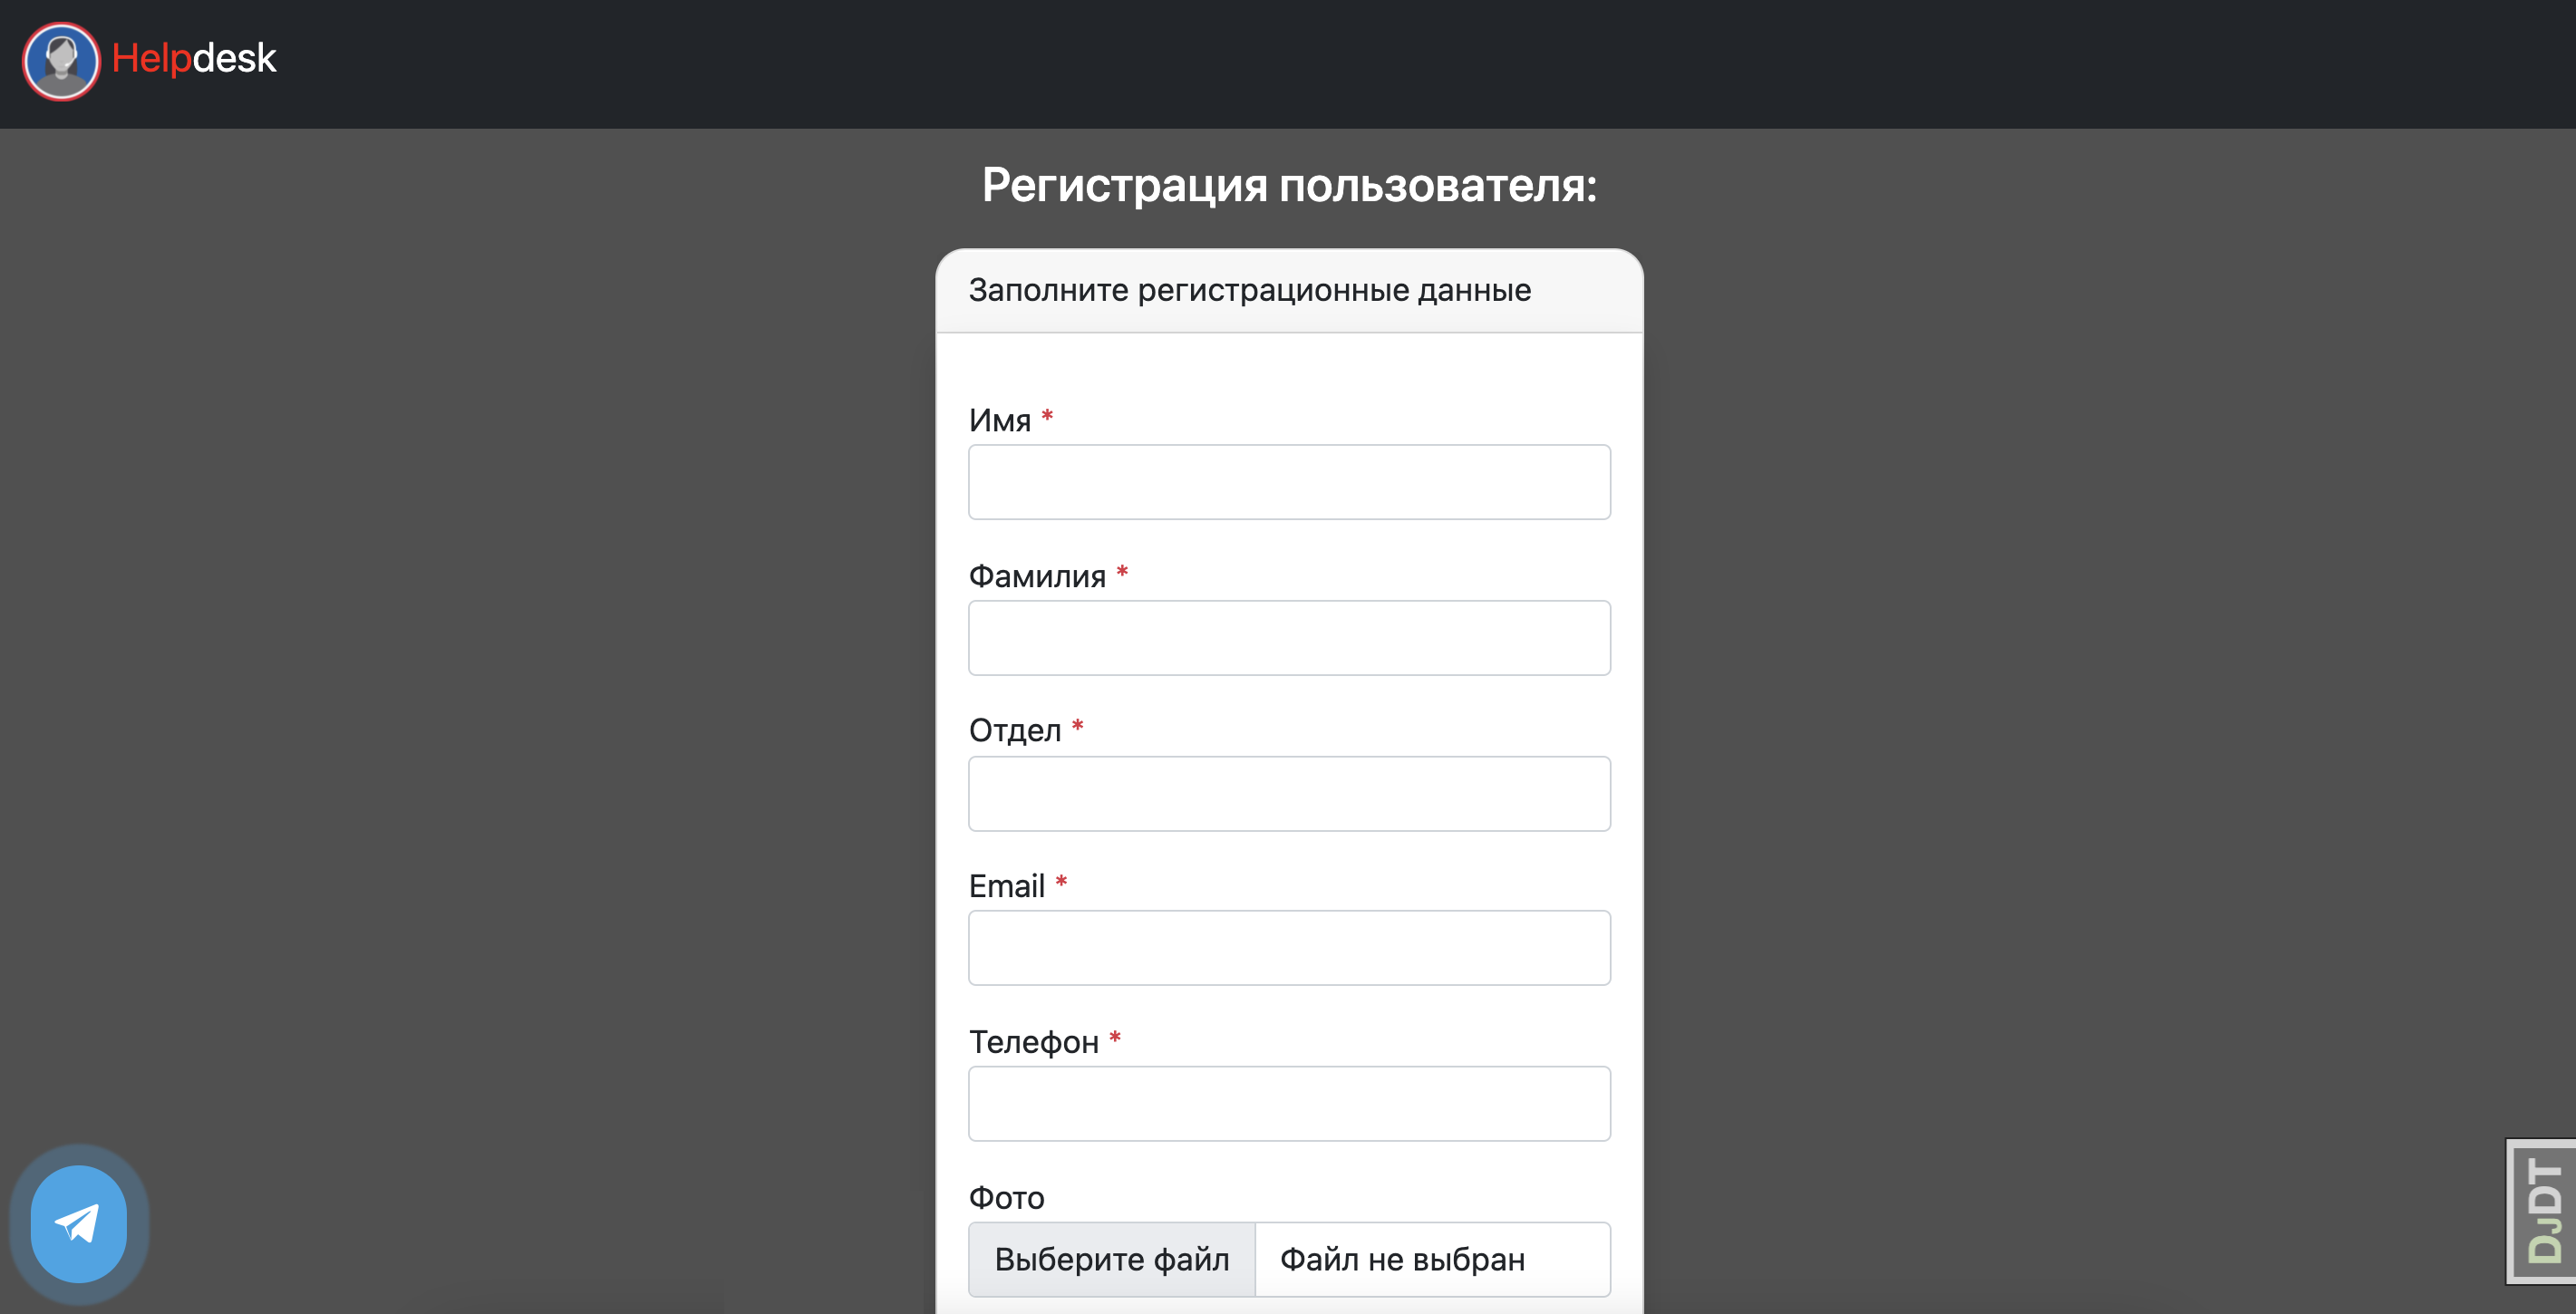 Helpdesk
Регистрация пользователя:
Заполните регистрационные данные
Имя *
Фамилия *
Отдел *
Email *
Телефон *
Фото
Выберите файл Файл не выбран
DJDT